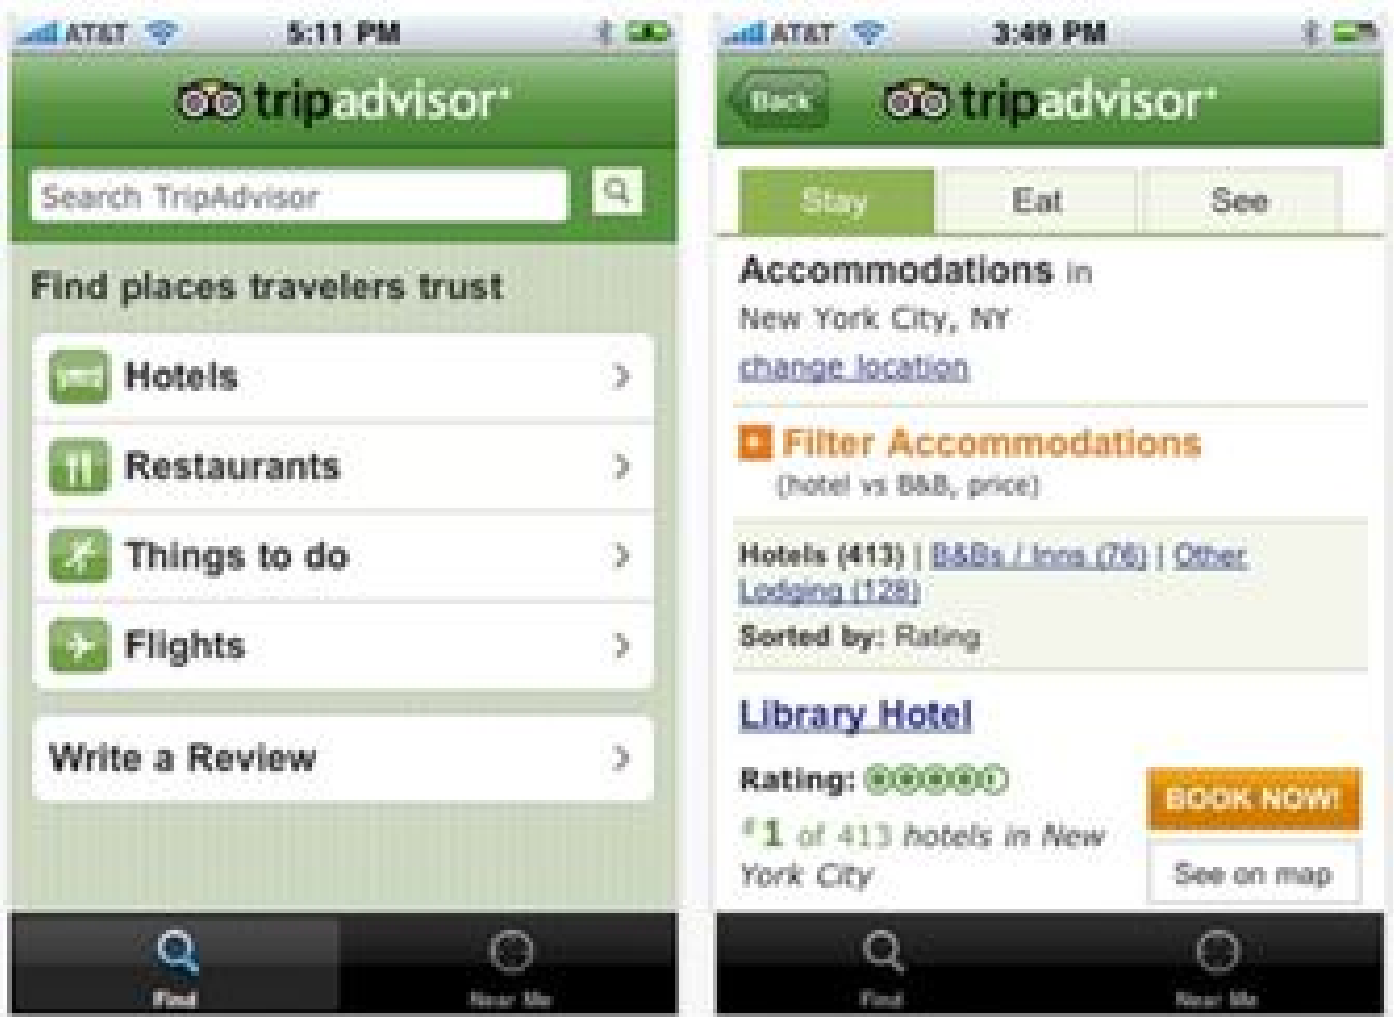 AT&T 5:11 PM
tripadvisor
Search TripAdvisor
Find places travelers trust
Hotels
Restaurants
Things to do
Flights
Write a Review
Find Near Me
AT&T 3:49 PM
Back tripadvisor
Stay Eat See
Accommodations in
New York City, NY
change location
Filter Accommodations
(hotel vs B&B, price)
Hotels (413) | B&Bs / Inns (76) | Other
Lodging (128)
Sorted by: Rating
Library Hotel
Rating:
BOOK NOW!
#1 of 413 hotels in New
York City
See on map
Find Near Me